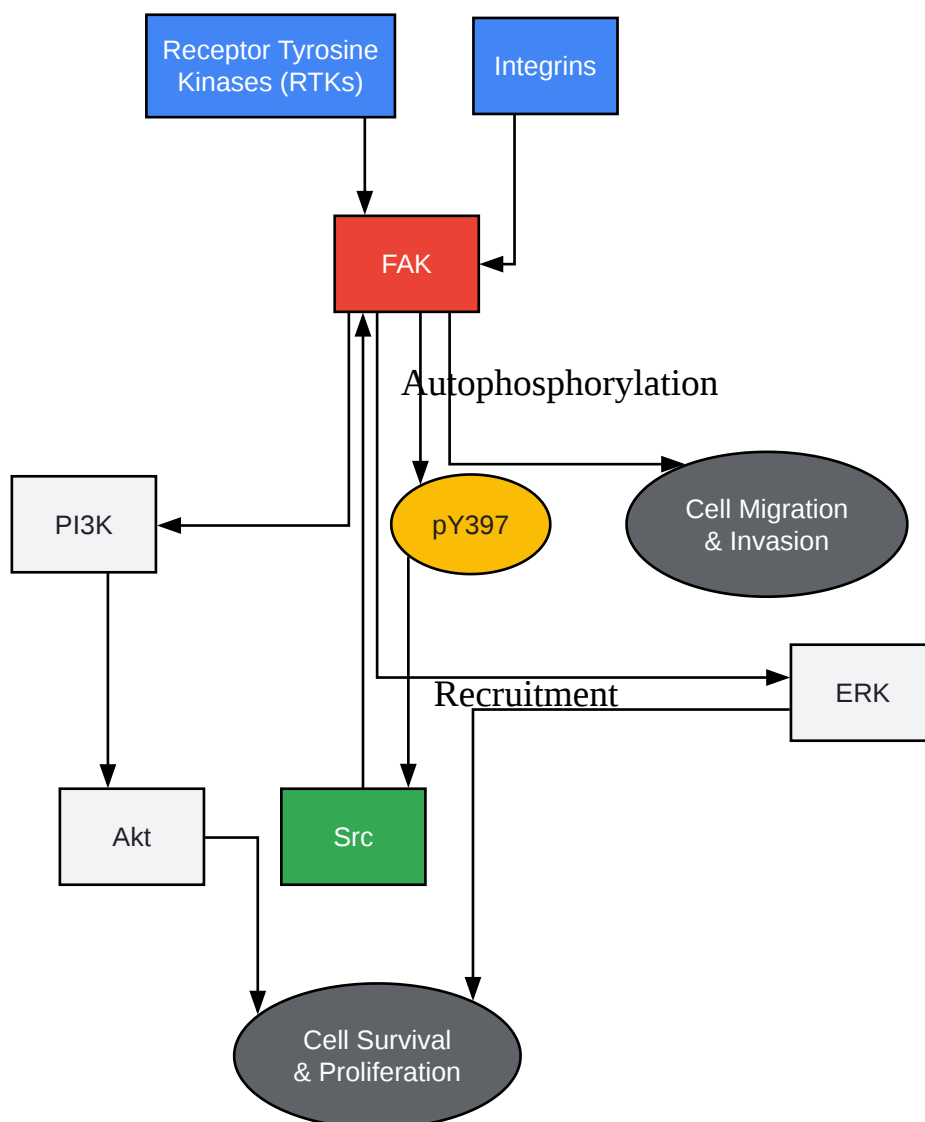 Receptor Tyrosine
Kinases (RTKs)
Integrins
FAK
Autophosphorylation
PI3K
pY397
Cell Migration
& Invasion
Recruitment
ERK
Akt
Src
Cell Survival
& Proliferation